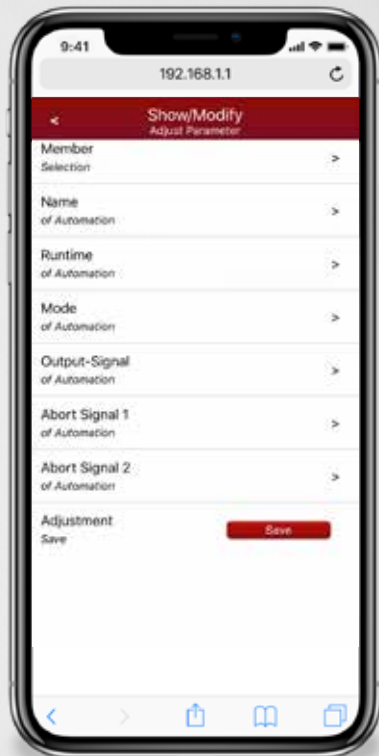 9:41
192.168.1.1
< Show/Modify
Adjust Parameter
Member >
Selection
Name >
of Automation
Runtime >
of Automation
Mode >
of Automation
Output-Signal >
of Automation
Abort Signal 1 >
of Automation
Abort Signal 2 >
of Automation
Adjustment Save
Save